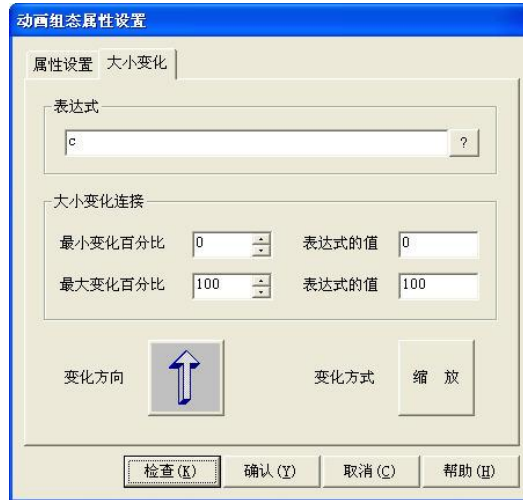 动画组态属性设置
属性设置 大小变化
表达式
c ?
大小变化连接
最小变化百分比 0 表达式的值 0
最大变化百分比 100 表达式的值 100
变化方向 变化方式 缩 放
检查(K) 确认(Y) 取消(C) 帮助(H)